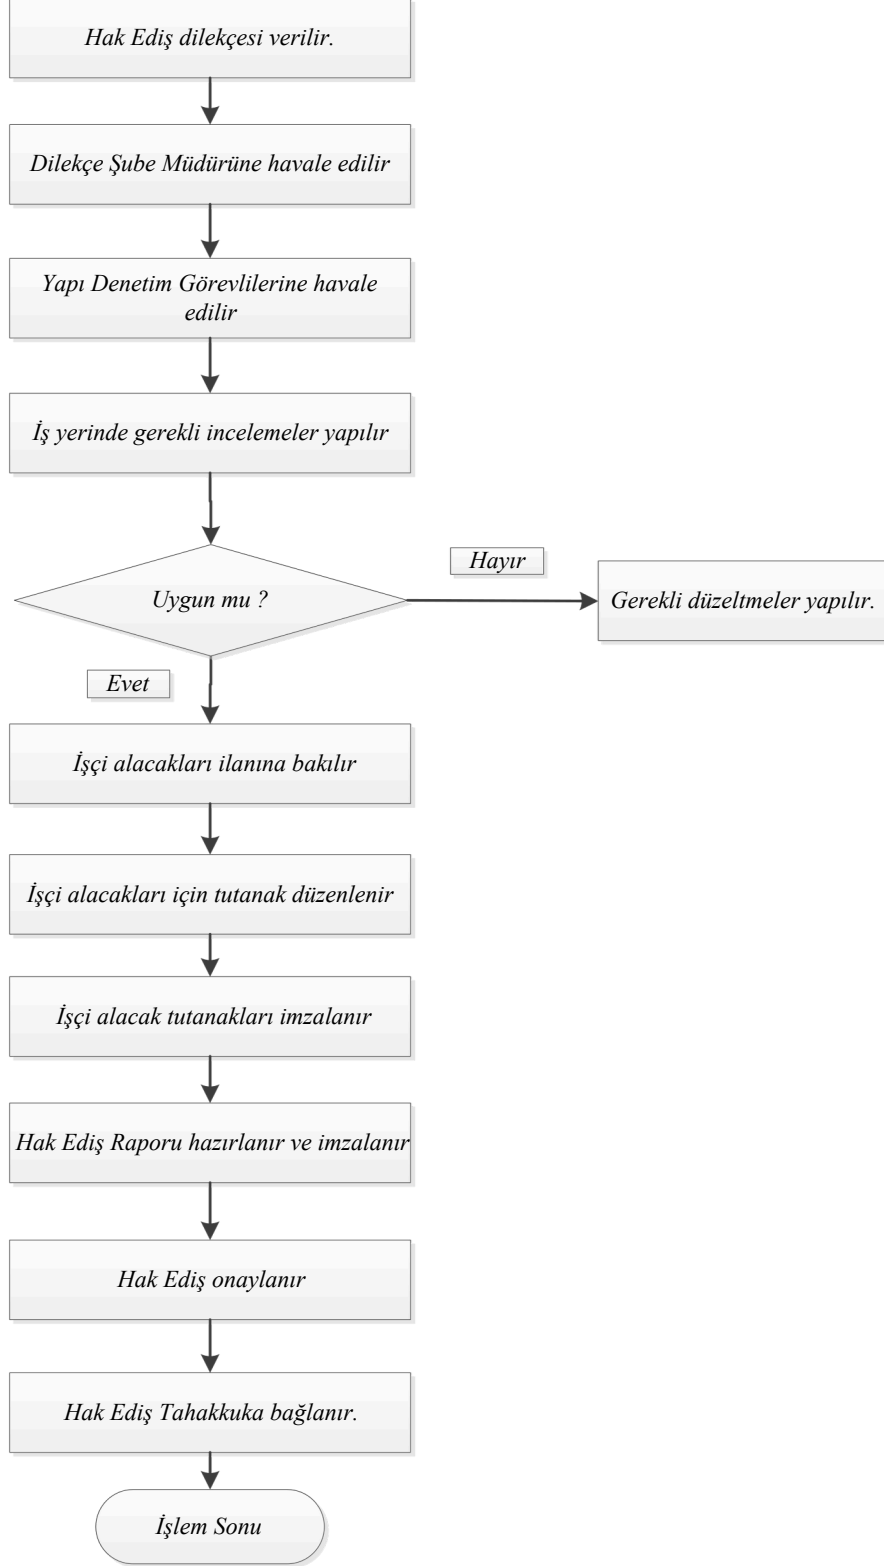 Hak Ediş dilekçesi verilir.
Dilekçe Şube Müdürüne havale edilir
Yapı Denetim Görevlilerine havale
edilir
İş yerinde gerekli incelemeler yapılır
Uygun mu ?
Hayır
Gerekli düzeltmeler yapılır.
Evet
İşçi alacakları ilanına bakılır
İşçi alacakları için tutanak düzenlenir
İşçi alacak tutanakları imzalanır
Hak Ediş Raporu hazırlanır ve imzalanır
Hak Ediş onaylanır
Hak Ediş Tahakkuka bağlanır.
İşlem Sonu